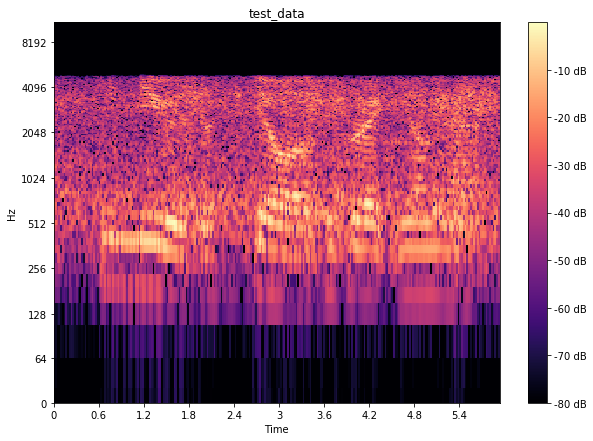 test_data
8192
4096
2048
1024
512
256
128
64
0
Hz
0 0.6 1.2 1.8 2.4 3 3.6 4.2 4.8 5.4
Time
-10 dB
-20 dB
-30 dB
-40 dB
-50 dB
-60 dB
-70 dB
-80 dB